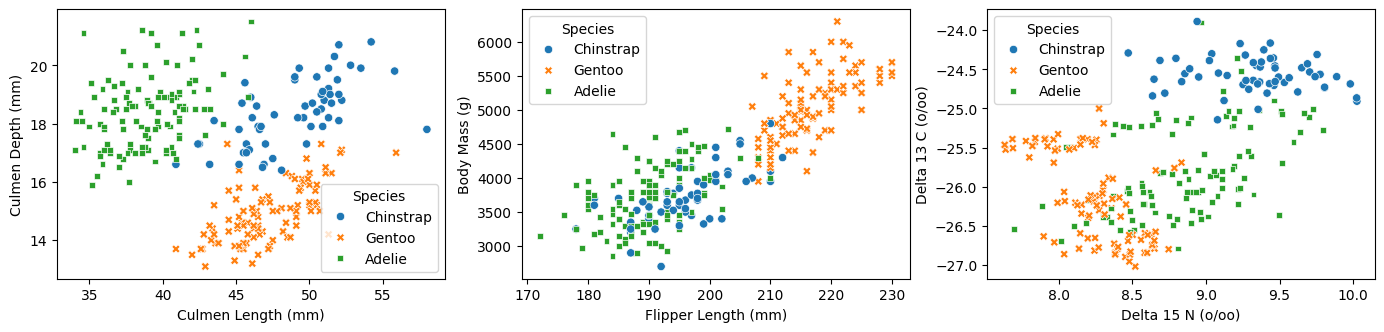 20
18
16
14
35
40
45
50
55
Culmen Depth (mm)
Culmen Length (mm)
Species
Chinstrap
Gentoo
Adelie
6000
5500
5000
4500
4000
3500
3000
172
180
190
200
210
220
230
Body Mass (g)
Flipper Length (mm)
Species
Chinstrap
Gentoo
Adelie
−24.0
−24.5
−25.0
−25.5
−26.0
−26.5
−27.0
8.0
8.5
9.0
9.5
10.0
Delta 13 C (o/oo)
Delta 15 N (o/oo)
Species
Chinstrap
Gentoo
Adelie